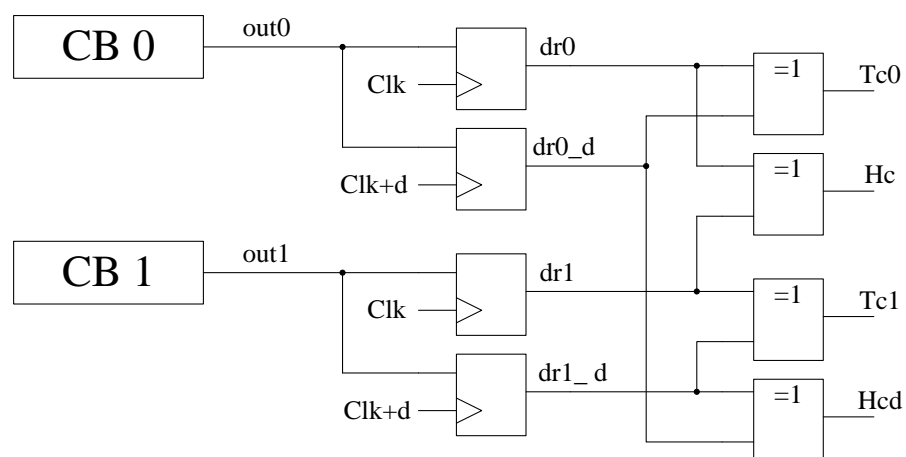 CB 0
out0
Clk
dr0
=1
Tc0
Clk+d
dr0_d
=1
Hc
CB 1
out1
Clk
dr1
=1
Tc1
Clk+d
dr1_ d
=1
Hcd